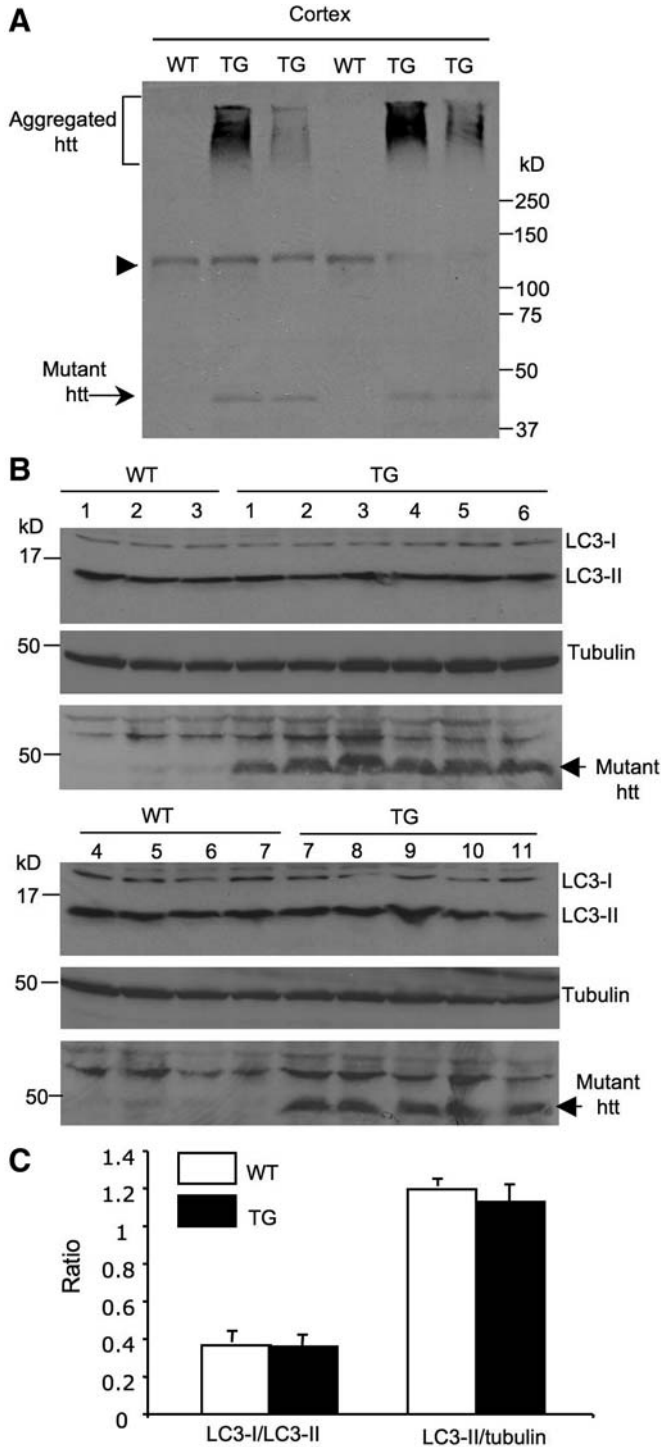 A
Cortex
WT TG TG WT TG TG
Aggregated
htt
kD
250
150
100
75
50
37
Mutant
htt
B
WT TG
kD 1 2 3 1 2 3 4 5 6
17
LC3-I
LC3-II
50
Tubulin
50
Mutant
htt
WT TG
kD 4 5 6 7 7 8 9 10 11
17
LC3-I
LC3-II
50
Tubulin
50
Mutant
htt
C
Ratio
1.4
1.2
1
0.8
0.6
0.4
0.2
0
WT
TG
LC3-I/LC3-II LC3-II/tubulin